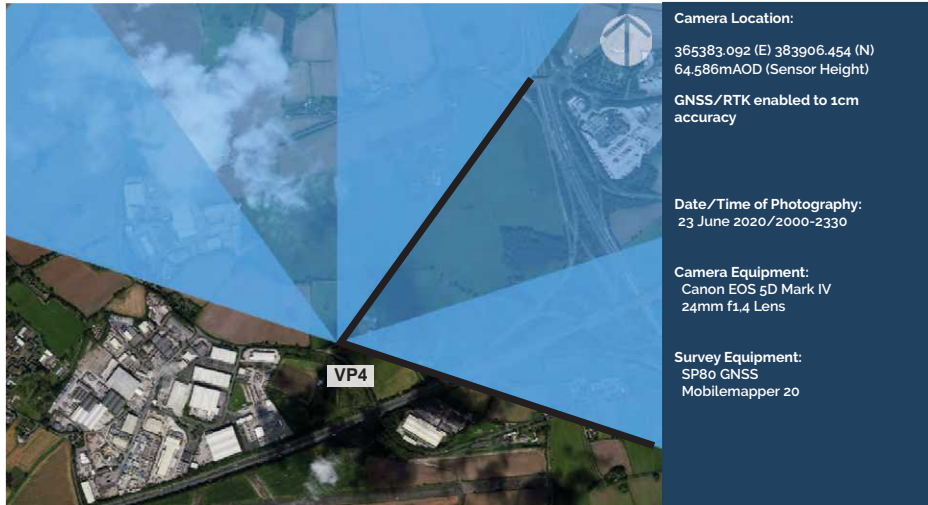 Camera Location:
365383.092 (E) 383906.454 (N)
64.586mAOD (Sensor Height)
GNSS/RTK enabled to 1cm
accuracy
Date/Time of Photography:
23 June 2020/2000-2330
Camera Equipment:
Canon EOS 5D Mark IV
24mm f1,4 Lens
Survey Equipment:
SP80 GNSS
Mobilemapper 20
VP4